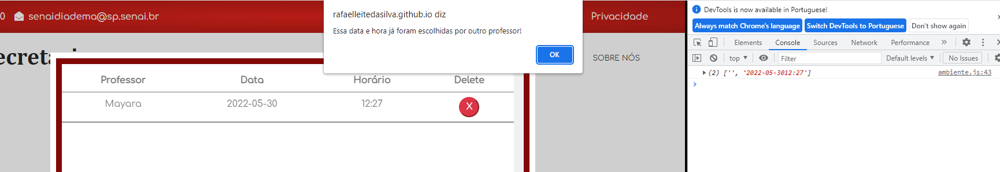 0 senaidiadema@sp.senai.br
Privacidade
SOBRE NÓS
rafaelleitedasilva.github.io diz
Essa data e hora já foram escolhidas por outro professor!
OK
Professor Data Horário Delete
Mayara 2022-05-30 12:27 X
DevTools is now available in Portuguese!
Always match Chrome's language Switch DevTools to Portuguese Don't show again
Elements Console Sources Network Performance »
top ▼ Filter Default levels ▼ No Issues
(2) ['', '2022-05-3012:27'] ambiente.js:43